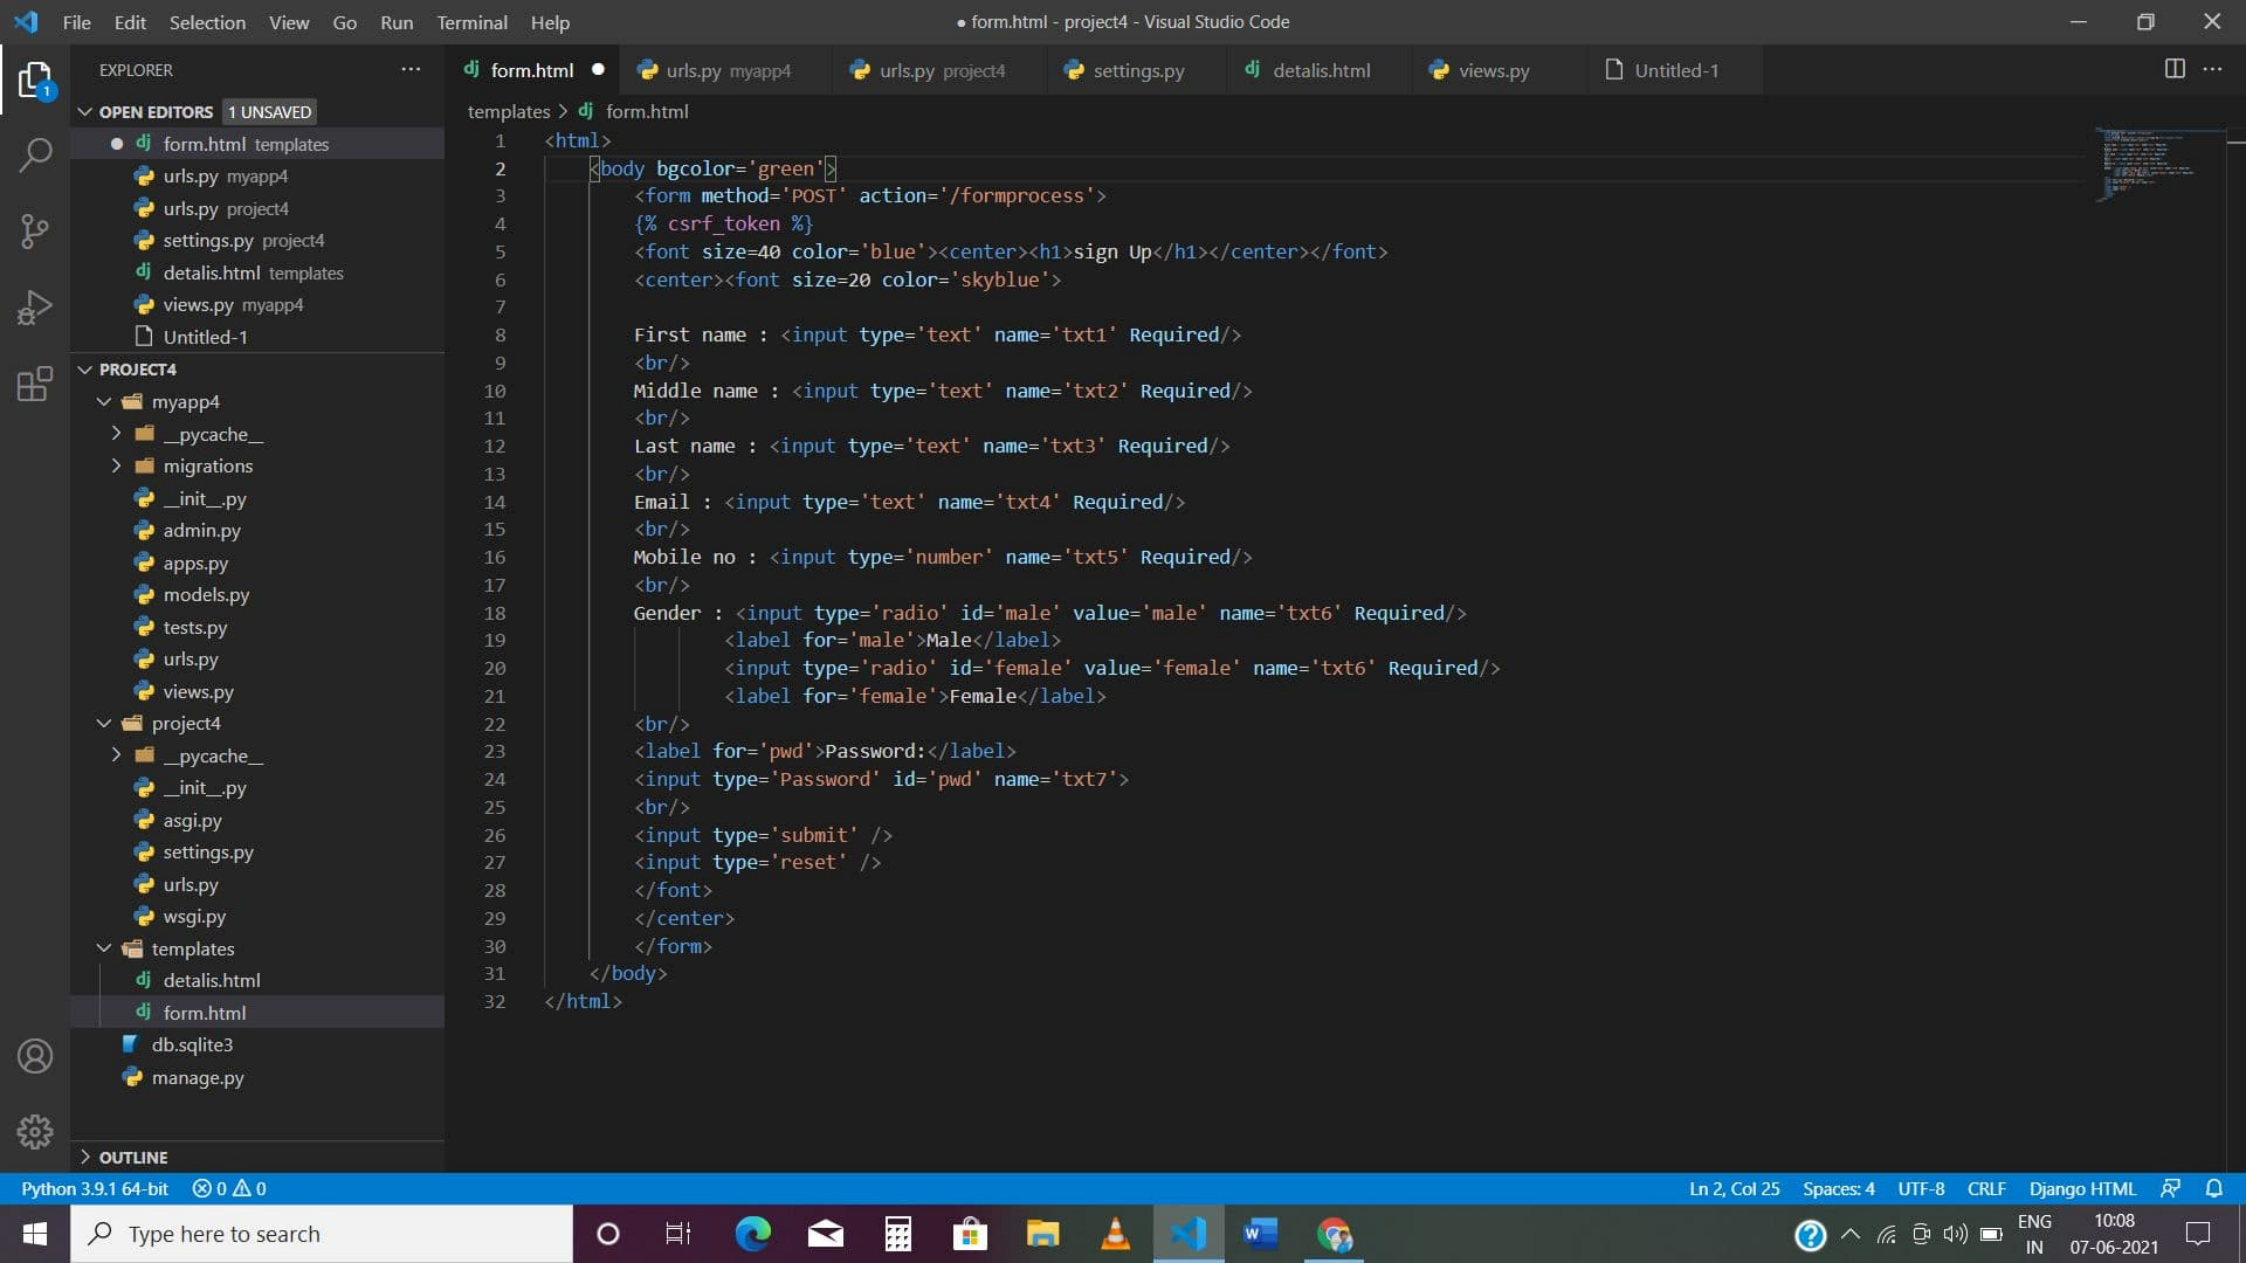 File Edit Selection View Go Run Terminal Help
● form.html - project4 - Visual Studio Code
EXPLORER ···
form.html ● urls.py myapp4 urls.py project4 settings.py detalis.html views.py Untitled-1
OPEN EDITORS 1 UNSAVED
form.html templates
urls.py myapp4
urls.py project4
settings.py project4
detalis.html templates
views.py myapp4
Untitled-1
PROJECT4
myapp4
__pycache__
migrations
__init__.py
admin.py
apps.py
models.py
tests.py
urls.py
views.py
project4
__pycache__
__init__.py
asgi.py
settings.py
urls.py
wsgi.py
templates
detalis.html
form.html
db.sqlite3
manage.py
OUTLINE
1
templates > dj form.html
1 <html>
2 <body bgcolor='green'>
3 <form method='POST' action='/formprocess'>
4 {% csrf_token %}
5 <font size=40 color='blue'><center><h1>sign Up</h1></center></font>
6 <center><font size=20 color='skyblue'>
7
8 First name : <input type='text' name='txt1' Required/>
9 <br/>
10 Middle name : <input type='text' name='txt2' Required/>
11 <br/>
12 Last name : <input type='text' name='txt3' Required/>
13 <br/>
14 Email : <input type='text' name='txt4' Required/>
15 <br/>
16 Mobile no : <input type='number' name='txt5' Required/>
17 <br/>
18 Gender : <input type='radio' id='male' value='male' name='txt6' Required/>
19 <label for='male'>Male</label>
20 <input type='radio' id='female' value='female' name='txt6' Required/>
21 <label for='female'>Female</label>
22 <br/>
23 <label for='pwd'>Password:</label>
24 <input type='Password' id='pwd' name='txt7'>
25 <br/>
26 <input type='submit' />
27 <input type='reset' />
28 </font>
29 </center>
30 </form>
31 </body>
32 </html>
Python 3.9.1 64-bit 0 0 Ln 2, Col 25 Spaces: 4 UTF-8 CRLF Django HTML
Type here to search
ENG
IN
10:08
07-06-2021